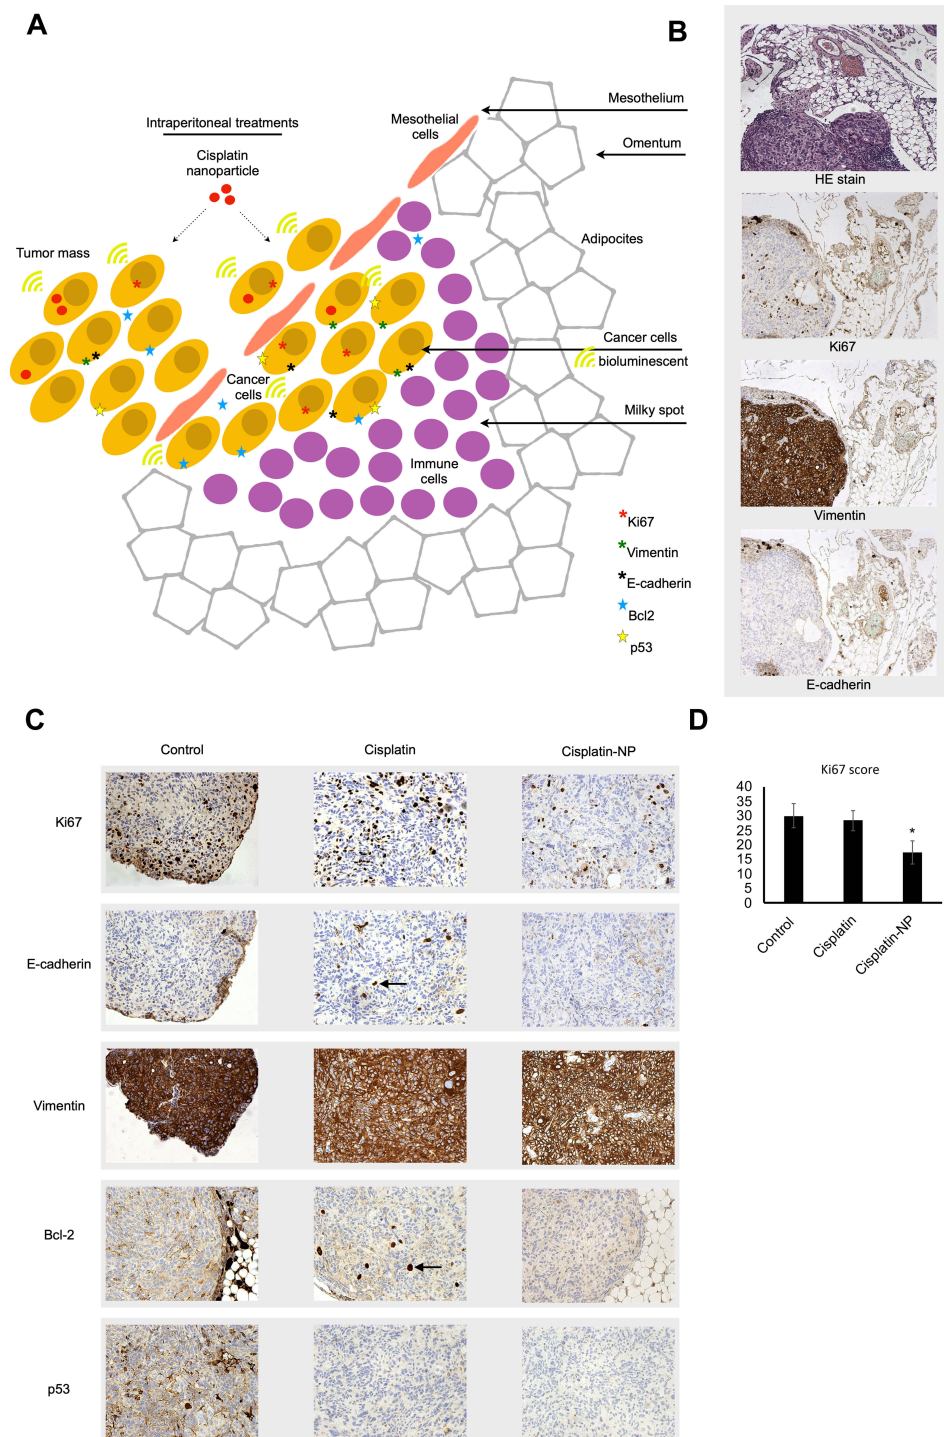 A
Intraperitoneal treatments
Cisplatin
nanoparticle
Tumor mass
Mesothelial
cells
Mesothelium
Omentum
Adipocites
Cancer cells
bioluminescent
Cancer
cells
Milky spot
Immune
cells
*Ki67
*Vimentin
*E-cadherin
Bcl2
p53
B
HE stain
Ki67
Vimentin
E-cadherin
C
Control Cisplatin Cisplatin-NP
Ki67
E-cadherin
Vimentin
Bcl-2
p53
D
Ki67 score
40
35
30
25
20
15
10
5
0
*
Control
Cisplatin
Cisplatin-NP